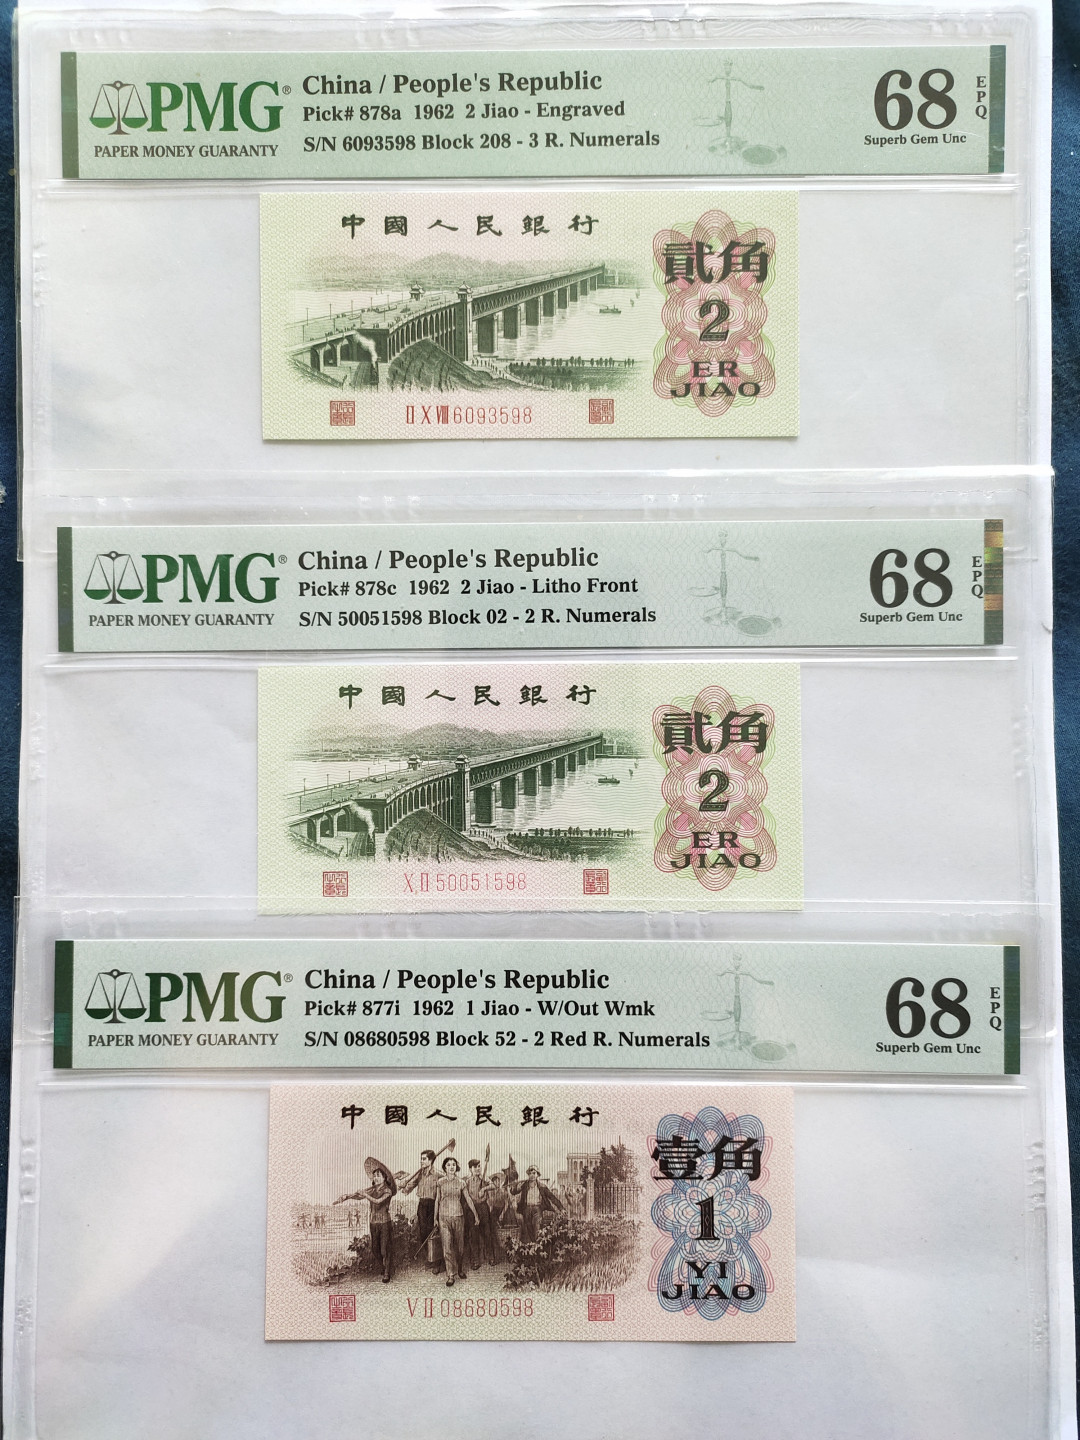 PMG®
PAPER MONEY GUARANTY
China / People's Republic
Pick# 878a 1962 2 Jiao - Engraved
S/N 6093598 Block 208 - 3 R. Numerals
68
EPQ
Superb Gem Unc
中國人民銀行
貳角
2
ER
JIAO
Ⅱ Ⅹ Ⅷ 6093598
PMG®
PAPER MONEY GUARANTY
China / People's Republic
Pick# 878c 1962 2 Jiao - Litho Front
S/N 50051598 Block 02 - 2 R. Numerals
68
EPQ
Superb Gem Unc
中國人民銀行
貳角
2
ER
JIAO
Ⅹ Ⅱ 50051598
PMG®
PAPER MONEY GUARANTY
China / People's Republic
Pick# 877i 1962 1 Jiao - W/Out Wmk
S/N 08680598 Block 52 - 2 Red R. Numerals
68
EPQ
Superb Gem Unc
中國人民銀行
壹角
1
YI
JIAO
Ⅴ Ⅱ 08680598